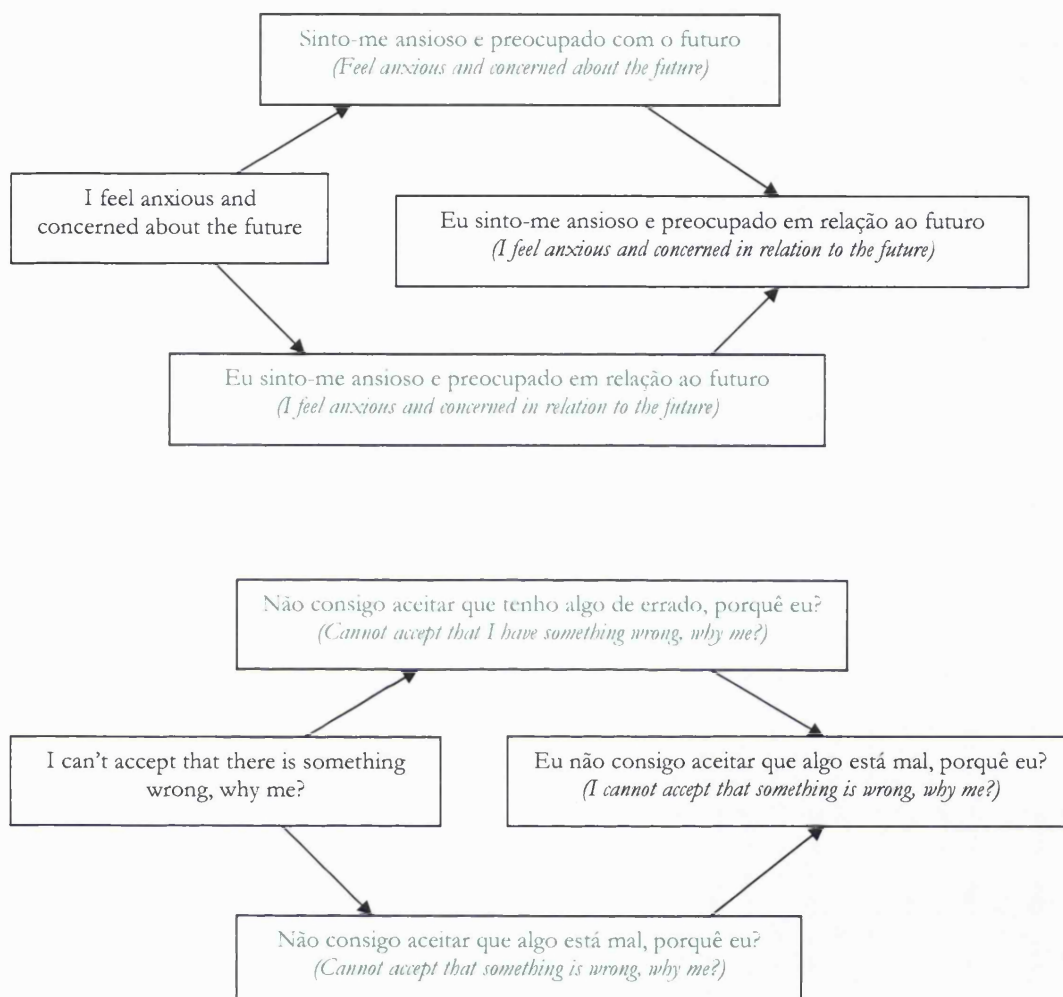 Sinto-me ansioso e preocupado com o futuro
(Feel anxious and concerned about the future)
I feel anxious and
concerned about the future
Eu sinto-me ansioso e preocupado em relação ao futuro
(I feel anxious and concerned in relation to the future)
Eu sinto-me ansioso e preocupado em relação ao futuro
(I feel anxious and concerned in relation to the future)
Não consigo aceitar que tenho algo de errado, porquê eu?
(Cannot accept that I have something wrong, why me?)
I can't accept that there is something
wrong, why me?
Eu não consigo aceitar que algo está mal, porquê eu?
(I cannot accept that something is wrong, why me?)
Não consigo aceitar que algo está mal, porquê eu?
(Cannot accept that something is wrong, why me?)